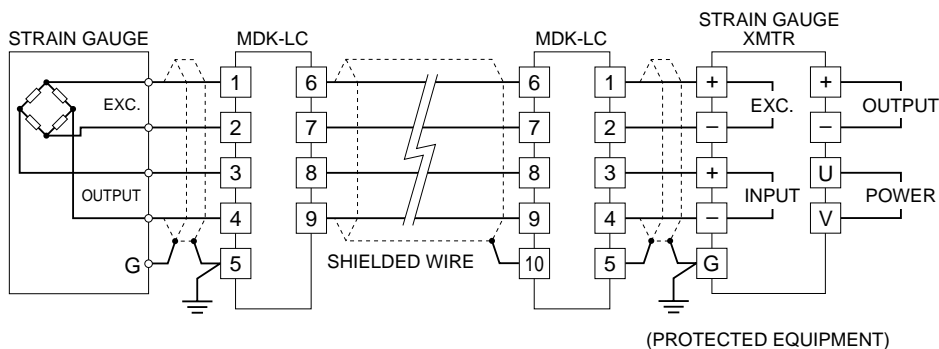 STRAIN GAUGE
XMTR
STRAIN GAUGE
MDK-LC
MDK-LC
1 6 6 1 + +
EXC. EXC. OUTPUT
2 7 7 2 – –
3 8 8 3 + U
OUTPUT INPUT POWER
4 9 9 4 – V
G 5 SHIELDED WIRE 10 5 G
(PROTECTED EQUIPMENT)